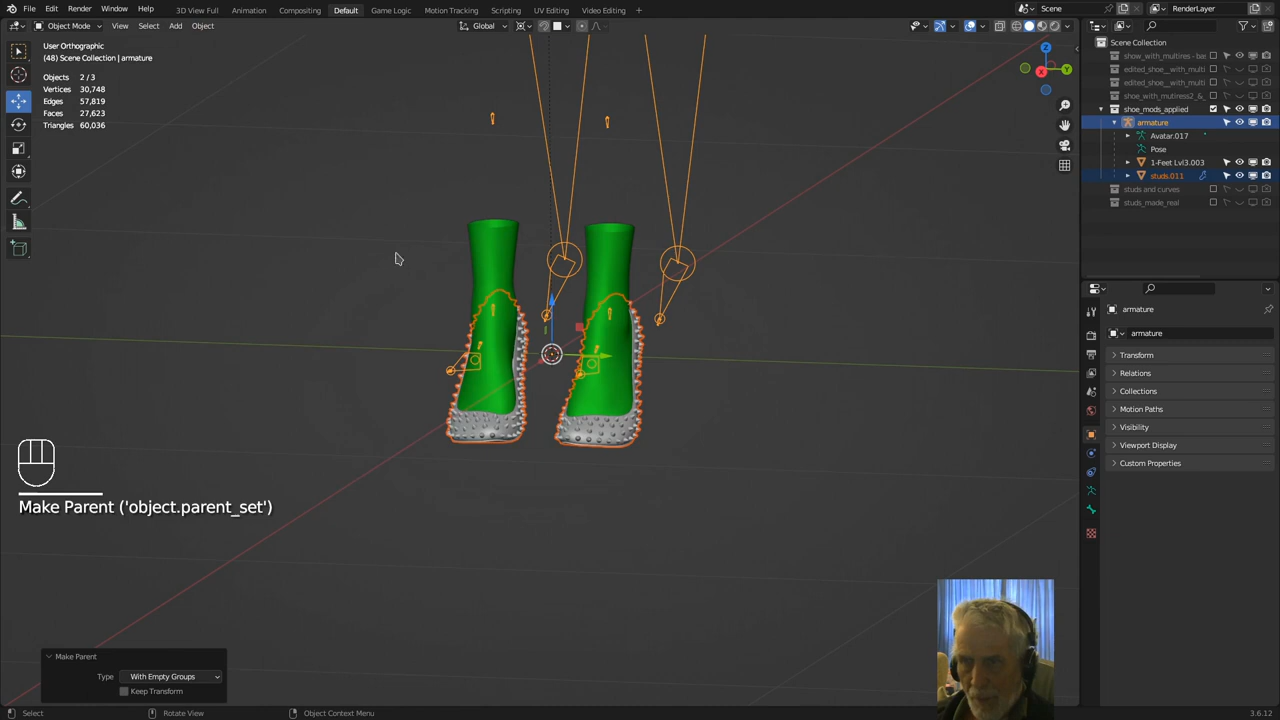 File Edit Render Window Help 3D View Full Animation Compositing Default Game Logic Motion Tracking Scripting UV Editing Video Editing Scene RenderLayer
Object Mode View Select Add Object Global
User Orthographic
(48) Scene Collection | armature
Objects 2 / 3
Vertices 30,748
Edges 57,819
Faces 27,623
Triangles 60,036
Z
Y
X
Scene Collection
show_with_multires - ba
edited_shoe__with_multi
edited_shoe__with_multi
shoe_with_mutiress2_&_
shoe_mods_applied
armature
Avatar.017
Pose
1-Feet Lvl3.003
studs.011
studs and curves
studs_made_real
armature
armature
Transform
Relations
Collections
Motion Paths
Visibility
Viewport Display
Custom Properties
Make Parent ('object.parent_set')
Make Parent
Type With Empty Groups
Keep Transform
Select Rotate View Object Context Menu 3.6.12